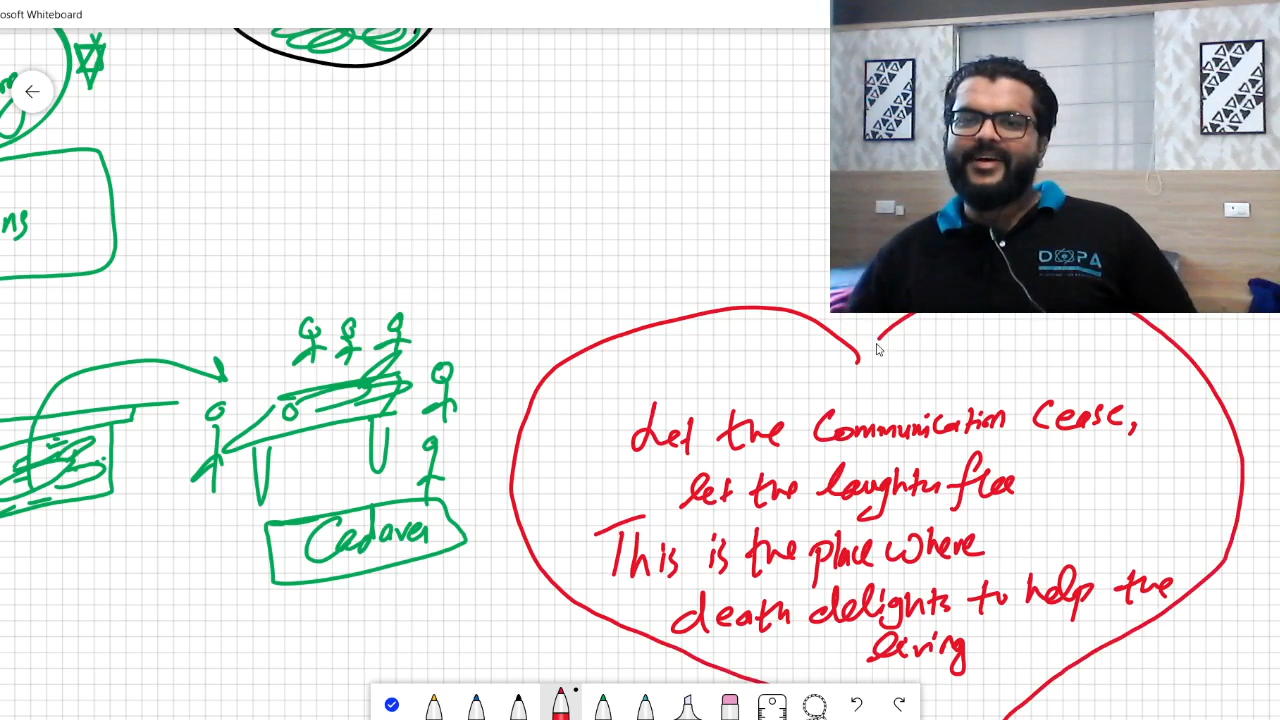 osoft Whiteboard
ns
DOPA
Cadaver
Let the Communication Cease,
let the laughter flee
This is the place where
death delights to help the
living